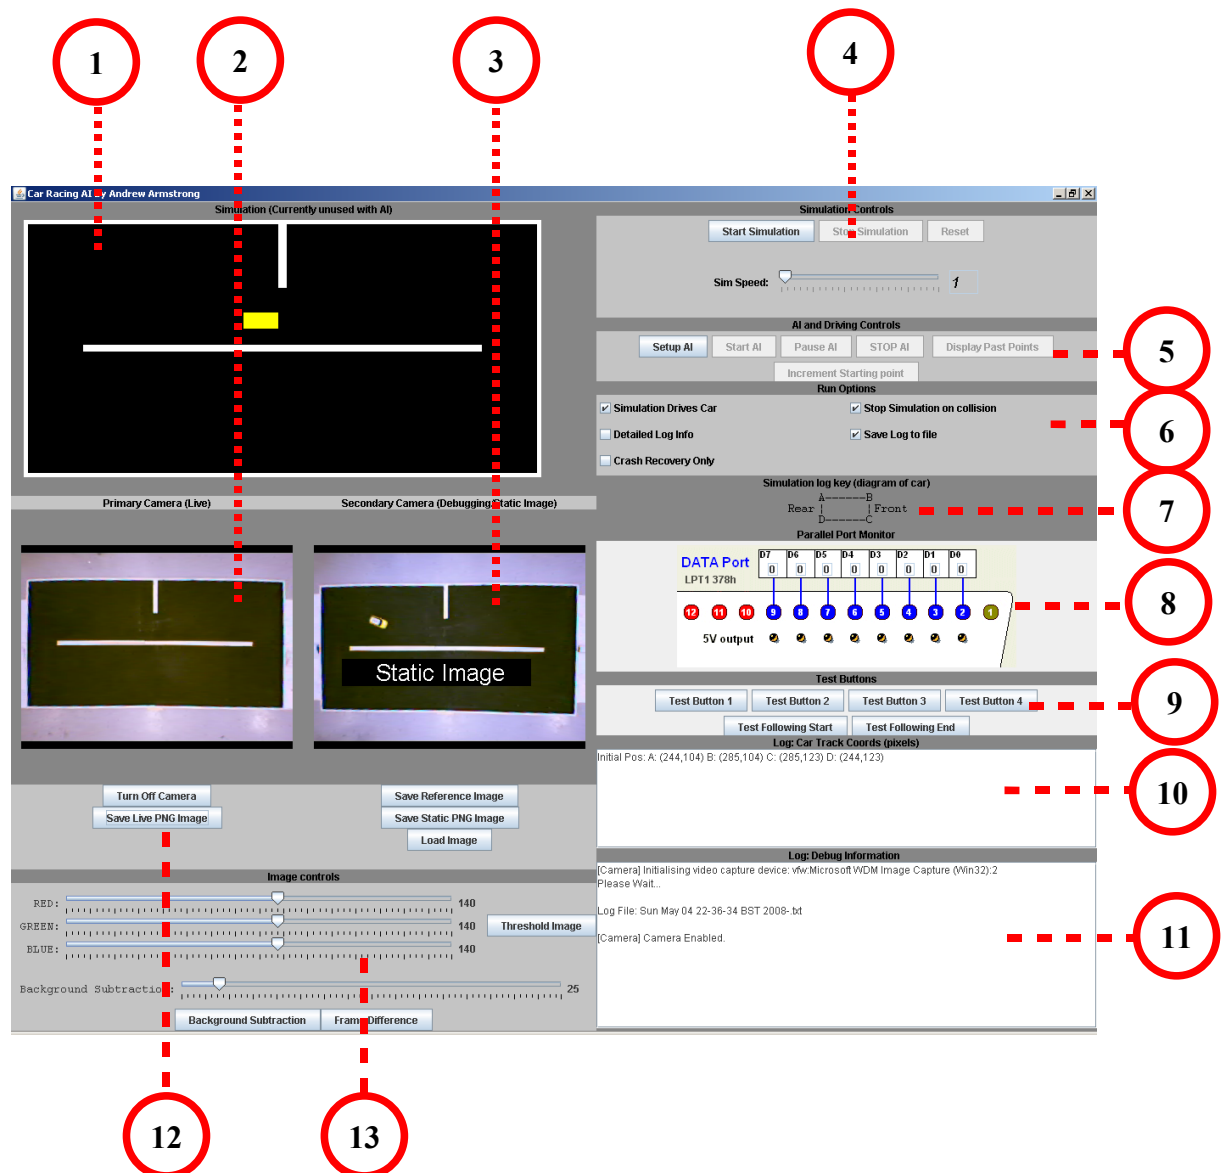 1 2 3 4
Car Racing AI by Andrew Armstrong
Simulation (Currently unused with AI)
Simulation Controls
Start Simulation Stop Simulation Reset
Sim Speed: 1
AI and Driving Controls
Setup AI Start AI Pause AI STOP AI Display Past Points
Increment Starting point
5
Run Options
Simulation Drives Car Stop Simulation on collision
Detailed Log Info Save Log to file
Crash Recovery Only
6
Simulation log key (diagram of car)
A------B
Rear | | Front
D------C
7
Primary Camera (Live) Secondary Camera (Debugging Static Image)
Static Image
Parallel Port Monitor
DATA Port D7 D6 D5 D4 D3 D2 D1 D0
LPT1 378h 0 0 0 0 0 0 0 0
12 11 10 9 8 7 6 5 4 3 2 1
5V output
8
Test Buttons
Test Button 1 Test Button 2 Test Button 3 Test Button 4
Test Following Start Test Following End
9
Log: Car Track Coords (pixels)
Initial Pos: A: (244,104) B: (285,104) C: (285,123) D: (244,123)
10
Turn Off Camera Save Reference Image
Save Live PNG Image Save Static PNG Image
Load Image
Log: Debug Information
[Camera] Initialising video capture device: vfw:Microsoft WDM Image Capture (Win32):2
Please Wait...
Log File: Sun May 04 22-36-34 BST 2008-.txt
[Camera] Camera Enabled.
11
Image controls
RED: 140
GREEN: 140 Threshold Image
BLUE: 140
Background Subtraction: 25
Background Subtraction Frame Difference
12 13